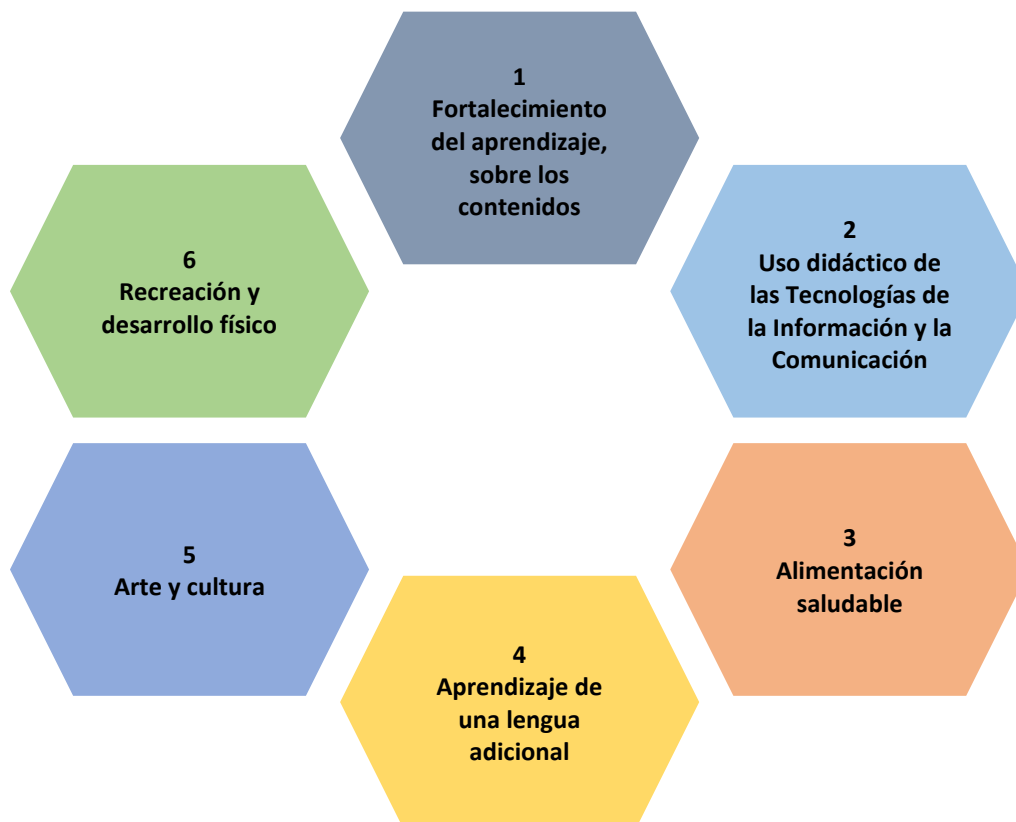 1
Fortalecimiento
del aprendizaje,
sobre los
contenidos
2
Uso didáctico de
las Tecnologías de
la Información y la
Comunicación
3
Alimentación
saludable
4
Aprendizaje de
una lengua
adicional
5
Arte y cultura
6
Recreación y
desarrollo físico